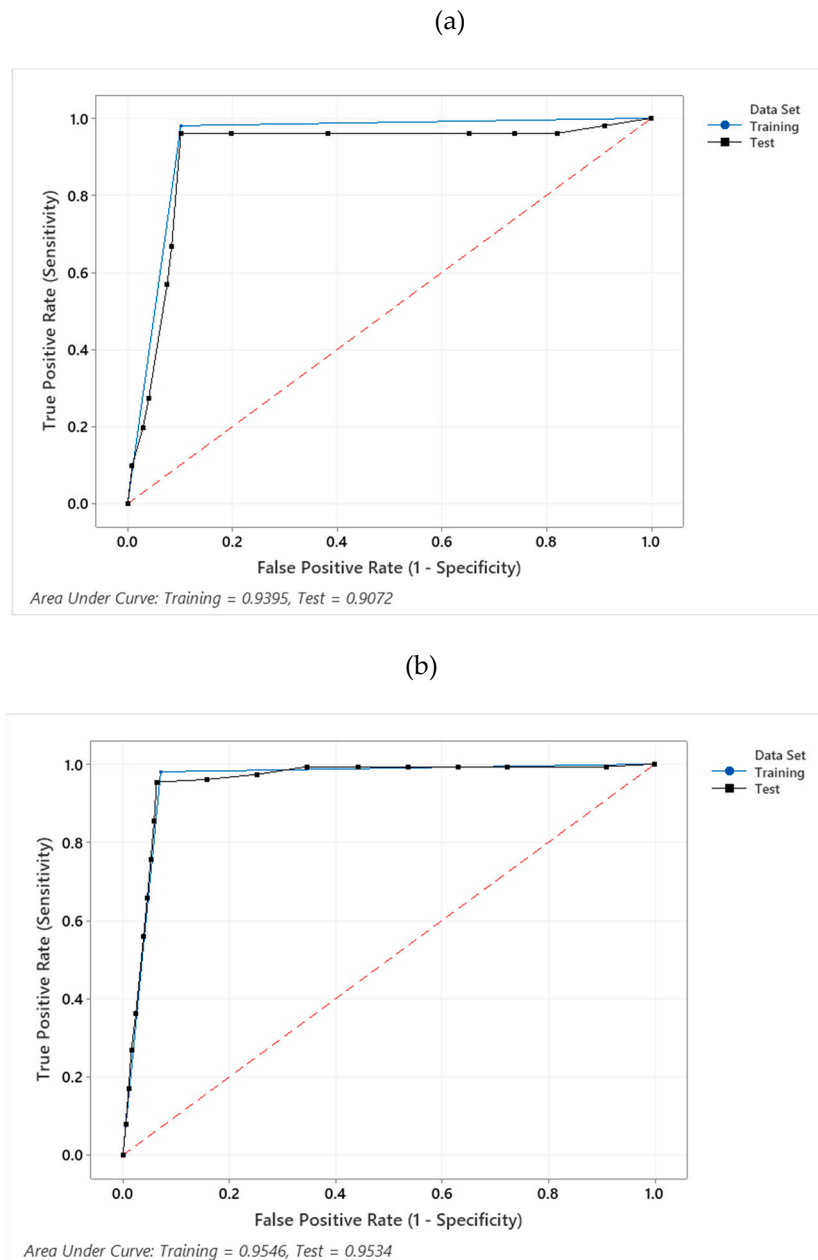 (a)
Data Set
Training
Test
True Positive Rate (Sensitivity)
1.0
0.8
0.6
0.4
0.2
0.0
0.0 0.2 0.4 0.6 0.8 1.0
False Positive Rate (1 - Specificity)
Area Under Curve: Training = 0.9395, Test = 0.9072
(b)
Data Set
Training
Test
True Positive Rate (Sensitivity)
1.0
0.8
0.6
0.4
0.2
0.0
0.0 0.2 0.4 0.6 0.8 1.0
False Positive Rate (1 - Specificity)
Area Under Curve: Training = 0.9546, Test = 0.9534